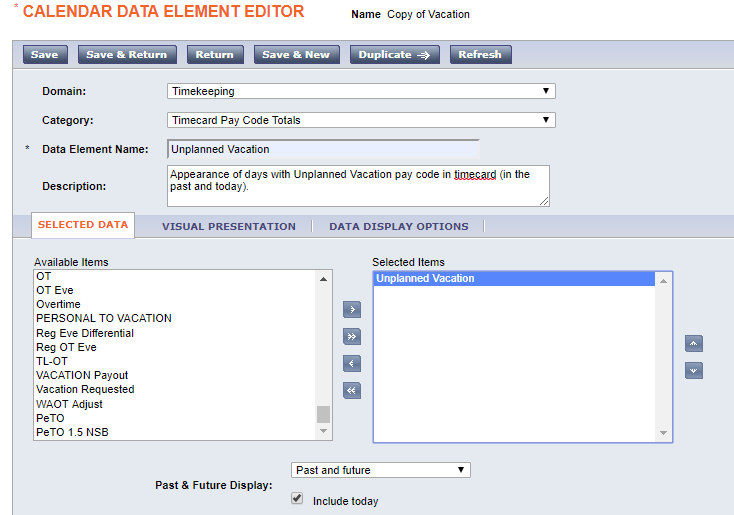 * CALENDAR DATA ELEMENT EDITOR Name Copy of Vacation
Save Save & Return Return Save & New Duplicate Refresh
Domain: Timekeeping
Category: Timecard Pay Code Totals
* Data Element Name: Unplanned Vacation
Description: Appearance of days with Unplanned Vacation pay code in timecard (in the
past and today).
SELECTED DATA VISUAL PRESENTATION DATA DISPLAY OPTIONS
Available Items
OT
OT Eve
Overtime
PERSONAL TO VACATION
Reg Eve Differential
Reg OT Eve
TL-OT
VACATION Payout
Vacation Requested
WAOT Adjust
PeTO
PeTO 1.5 NSB
Selected Items
Unplanned Vacation
Past & Future Display: Past and future
Include today